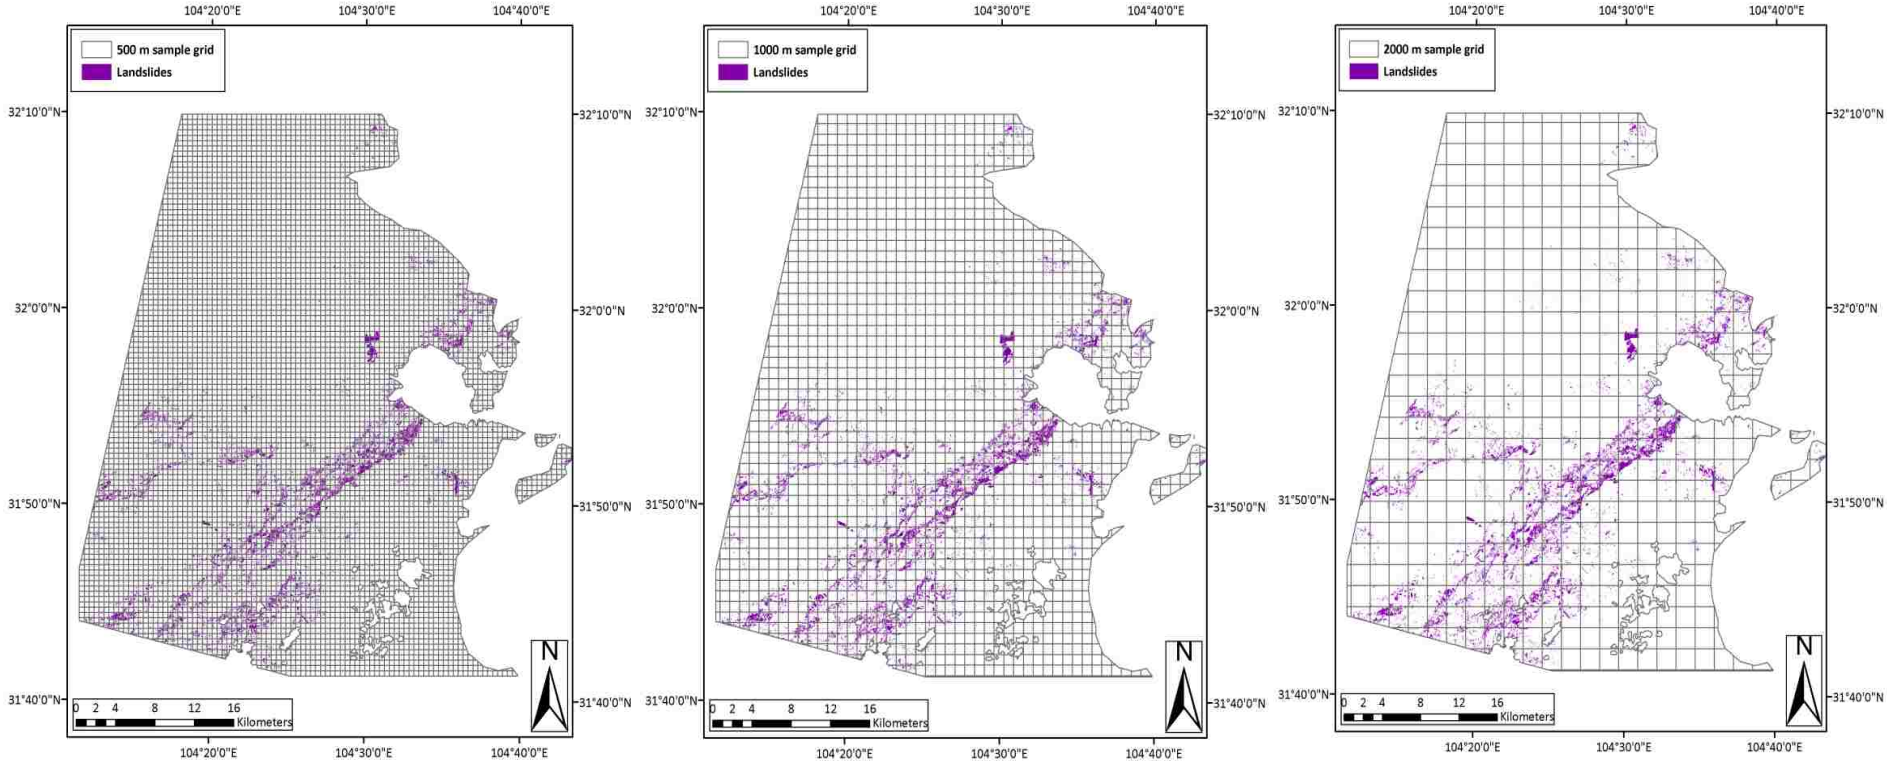 104°20'0"E 104°30'0"E 104°40'0"E
500 m sample grid
Landslides
32°10'0"N 32°10'0"N
32°0'0"N 32°0'0"N
31°50'0"N 31°50'0"N
31°40'0"N 31°40'0"N
N
0 2 4 8 12 16
Kilometers
104°20'0"E 104°30'0"E 104°40'0"E
104°20'0"E 104°30'0"E 104°40'0"E
1000 m sample grid
Landslides
32°10'0"N 32°10'0"N
32°0'0"N 32°0'0"N
31°50'0"N 31°50'0"N
31°40'0"N 31°40'0"N
N
0 2 4 8 12 16
Kilometers
104°20'0"E 104°30'0"E 104°40'0"E
104°20'0"E 104°30'0"E 104°40'0"E
2000 m sample grid
Landslides
32°10'0"N 32°10'0"N
32°0'0"N 32°0'0"N
31°50'0"N 31°50'0"N
31°40'0"N 31°40'0"N
N
0 2 4 8 12 16
Kilometers
104°20'0"E 104°30'0"E 104°40'0"E